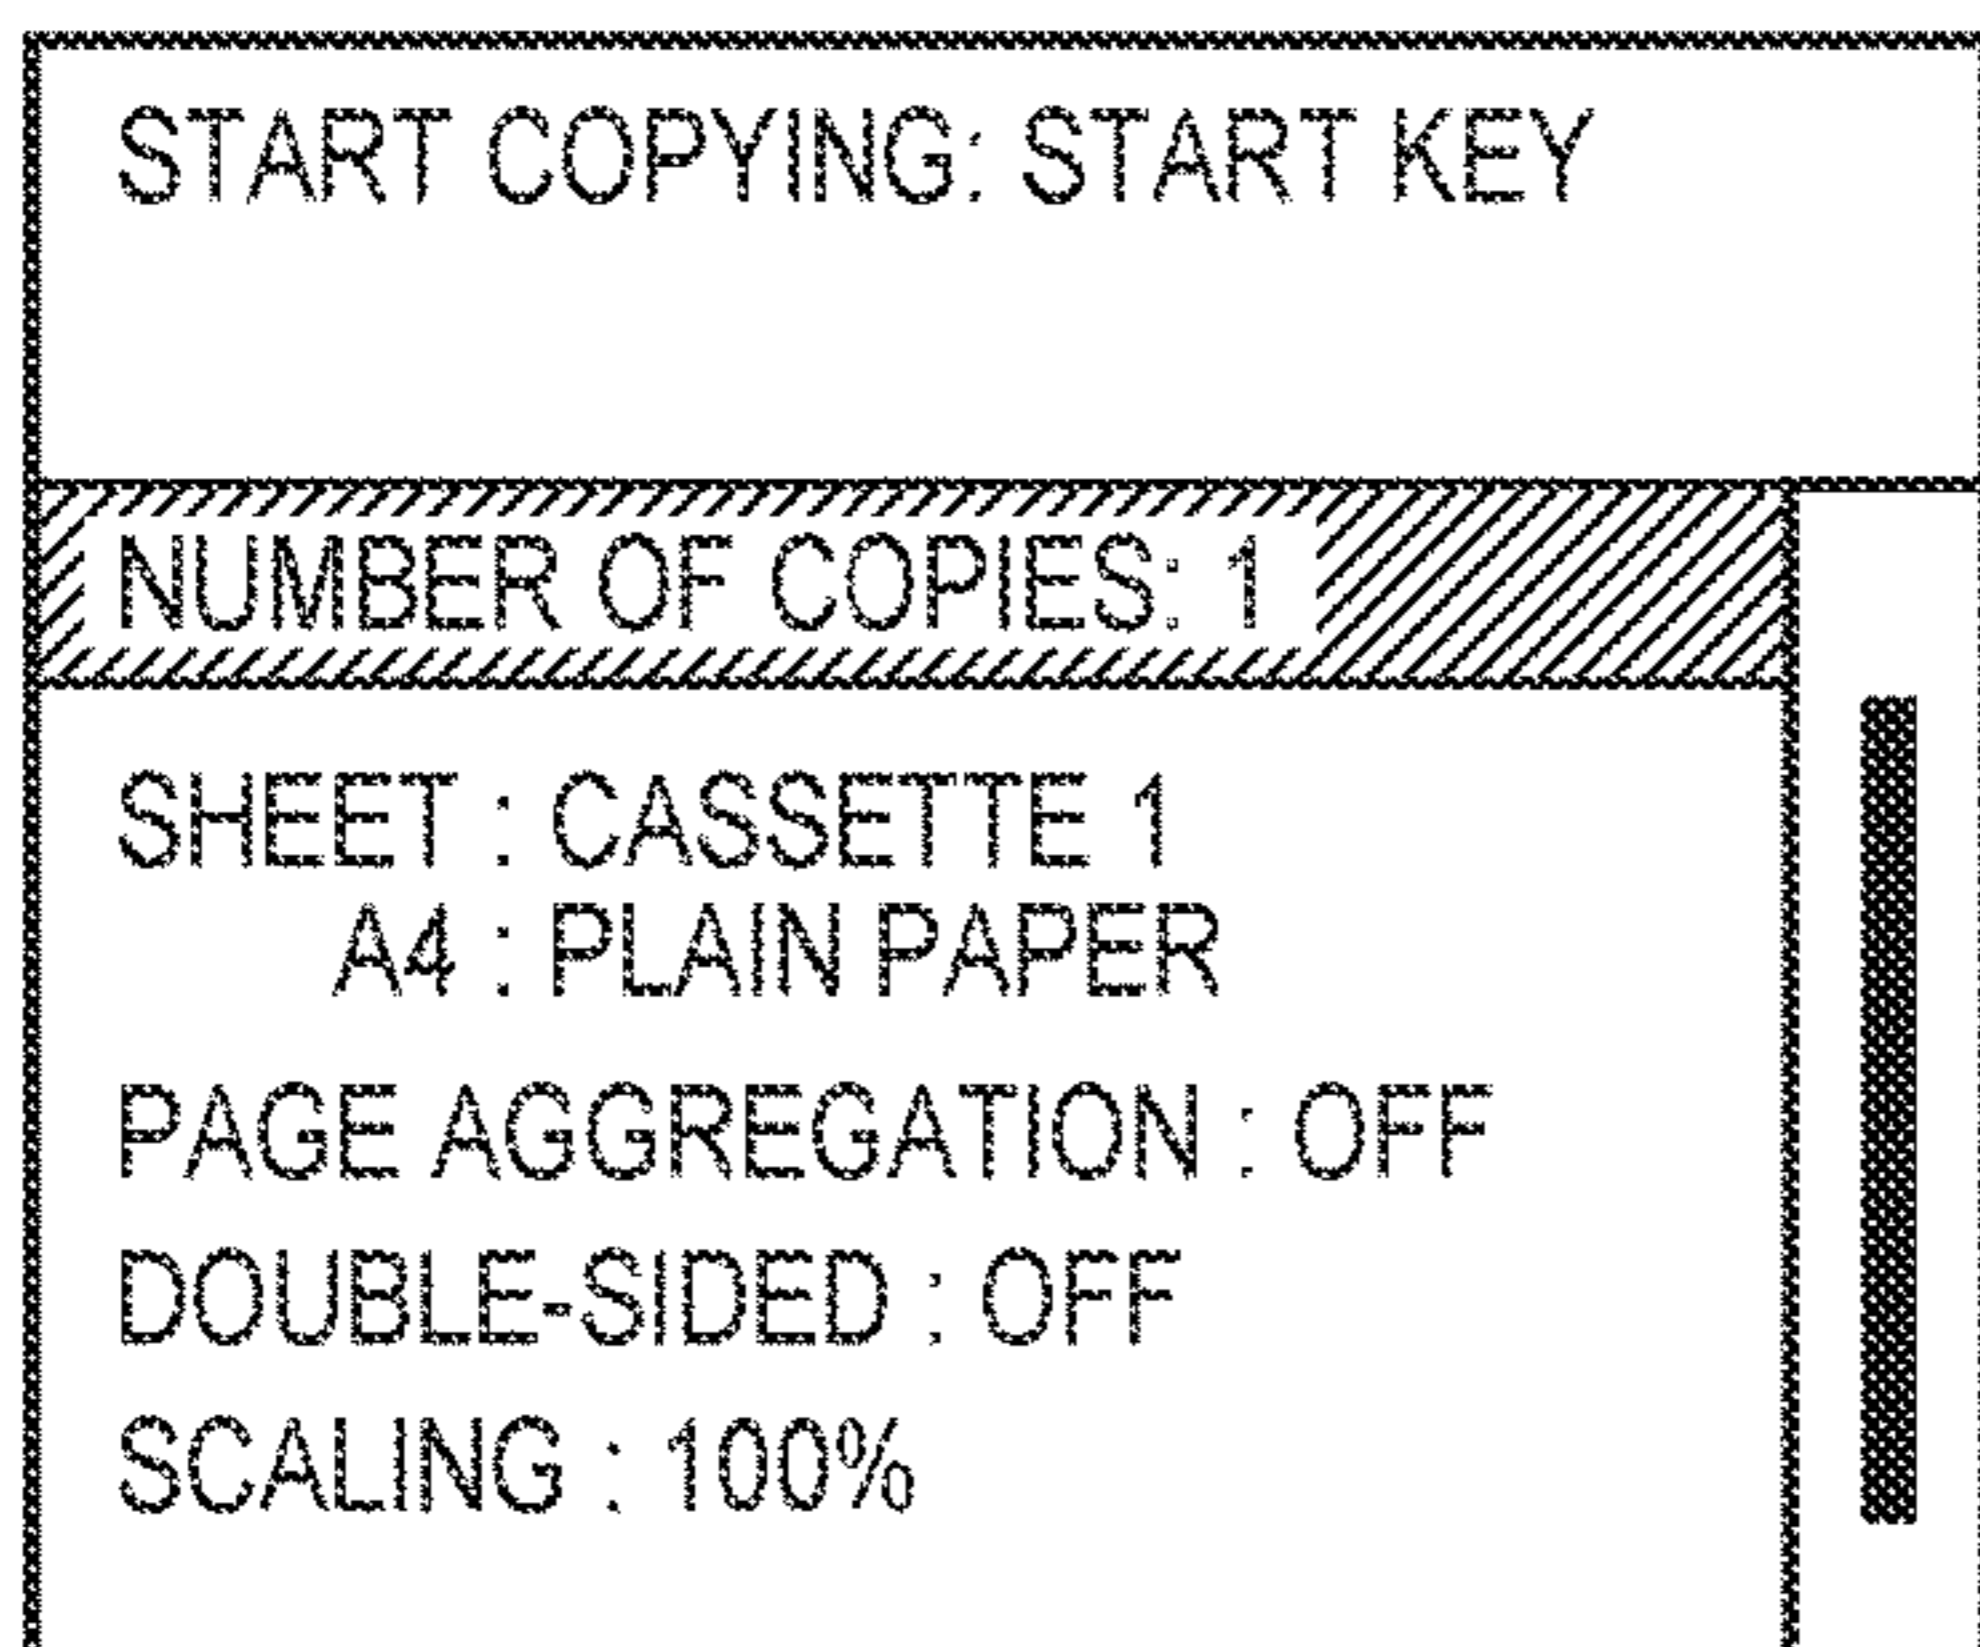 START COPYING: START KEY
NUMBER OF COPIES: 1
SHEET : CASSETTE 1
A4 : PLAIN PAPER
PAGE AGGREGATION : OFF
DOUBLE-SIDED : OFF
SCALING : 100%